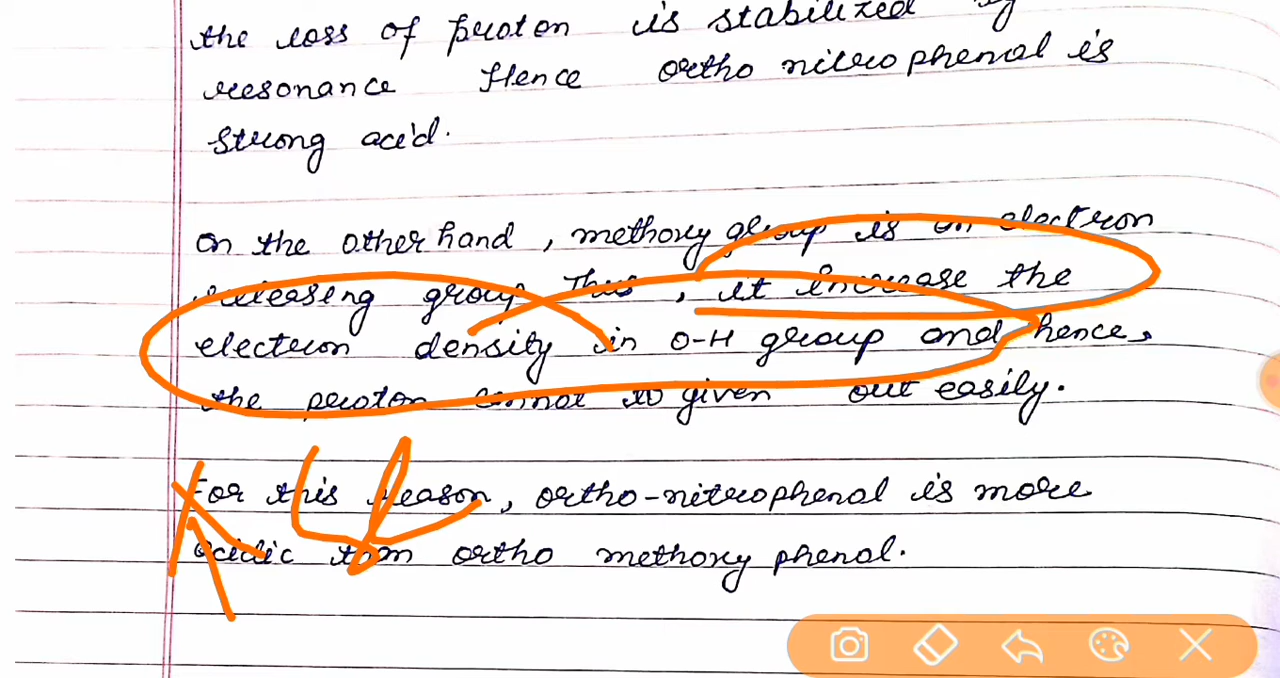 the loss of proton is stabilized by
resonance Hence ortho nitrophenol is
strong acid.
on the other hand, methoxy group is an electron
releasing group Thus, it increase the
electron density in O-H group and hence,
the proton cannot to given out easily.
For this reason, ortho-nitrophenol is more
acidic than ortho methoxy phenol.